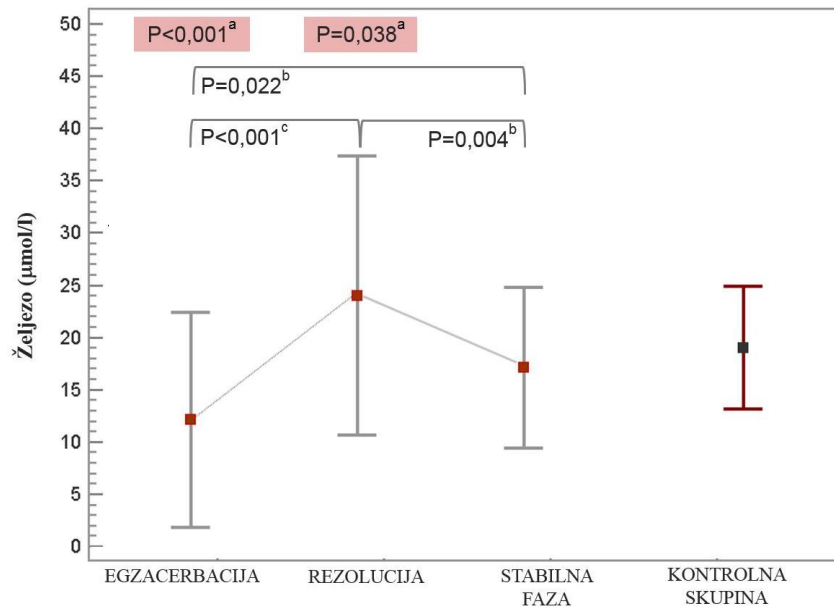 50
P<0,001ᵃ
P=0,038ᵃ
45
P=0,022ᵇ
40
P<0,001ᶜ
P=0,004ᵇ
35
30
25
20
15
10
5
0
Željezo (µmol/l)
EGZACERBACIJA
REZOLUCIJA
STABILNA
FAZA
KONTROLNA
SKUPINA